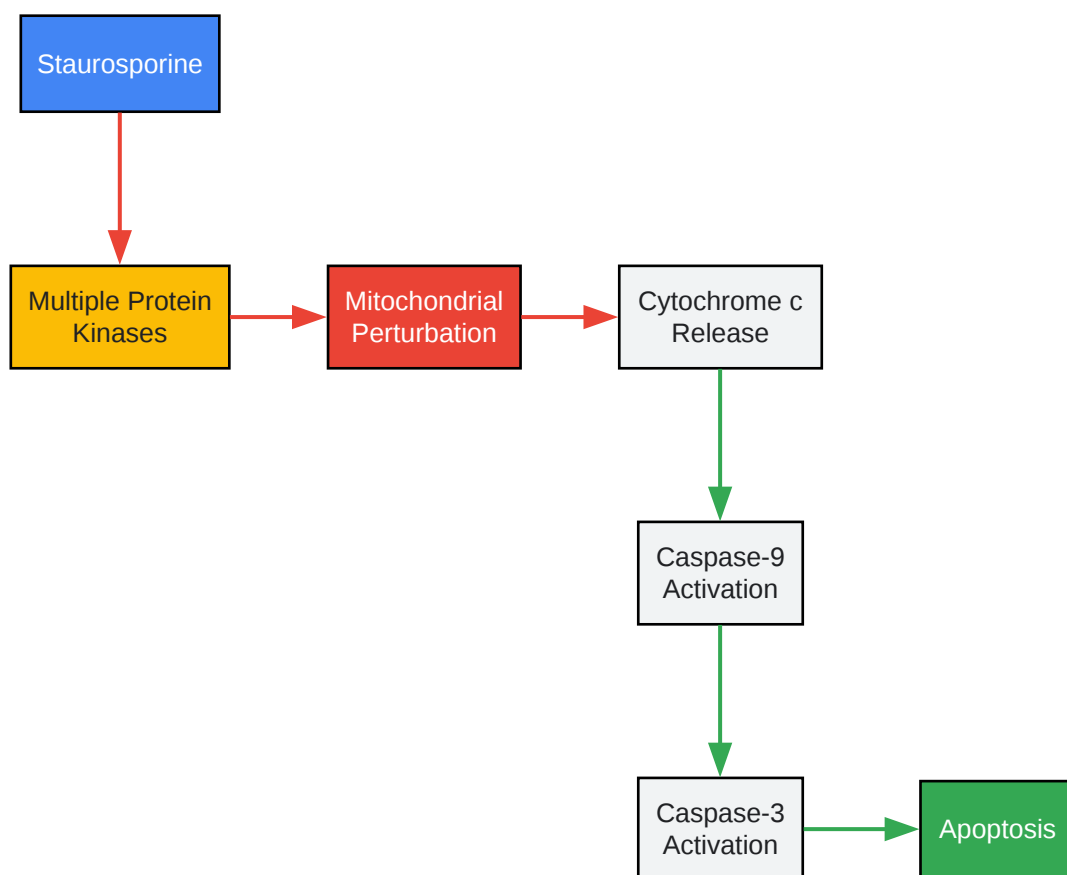 Staurosporine
Multiple Protein
Kinases
Mitochondrial
Perturbation
Cytochrome c
Release
Caspase-9
Activation
Caspase-3
Activation
Apoptosis